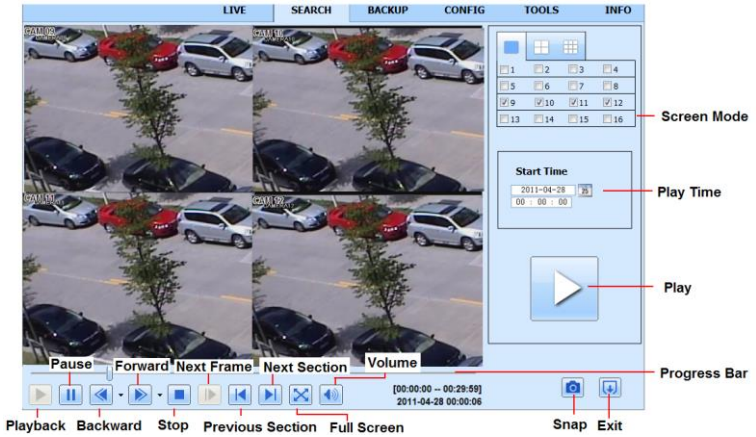 LIVE SEARCH BACKUP CONFIG TOOLS INFO
CAM 09
CAM 10
1 2 3 4
5 6 7 8
9 10 11 12
13 14 15 16
Screen Mode
Start Time
2011-04-28
00 : 00 : 00
Play Time
Play
CAM 11
CAM 12
Pause Forward Next Frame Next Section Volume
Progress Bar
[00:00:00 -- 00:29:59]
2011-04-28 00:00:06
Playback Backward Stop Previous Section Full Screen Snap Exit